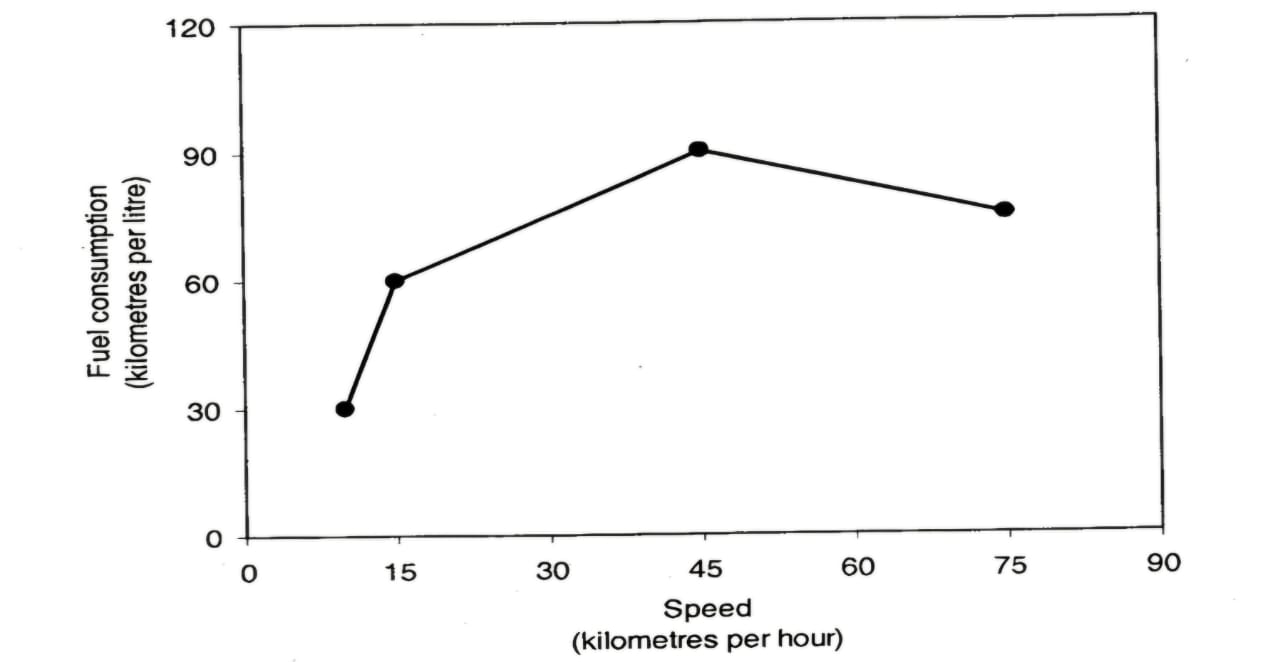 120
90
60
30
0
Fuel consumption
(kilometres per litre)
0 15 30 45 60 75 90
Speed
(kilometres per hour)